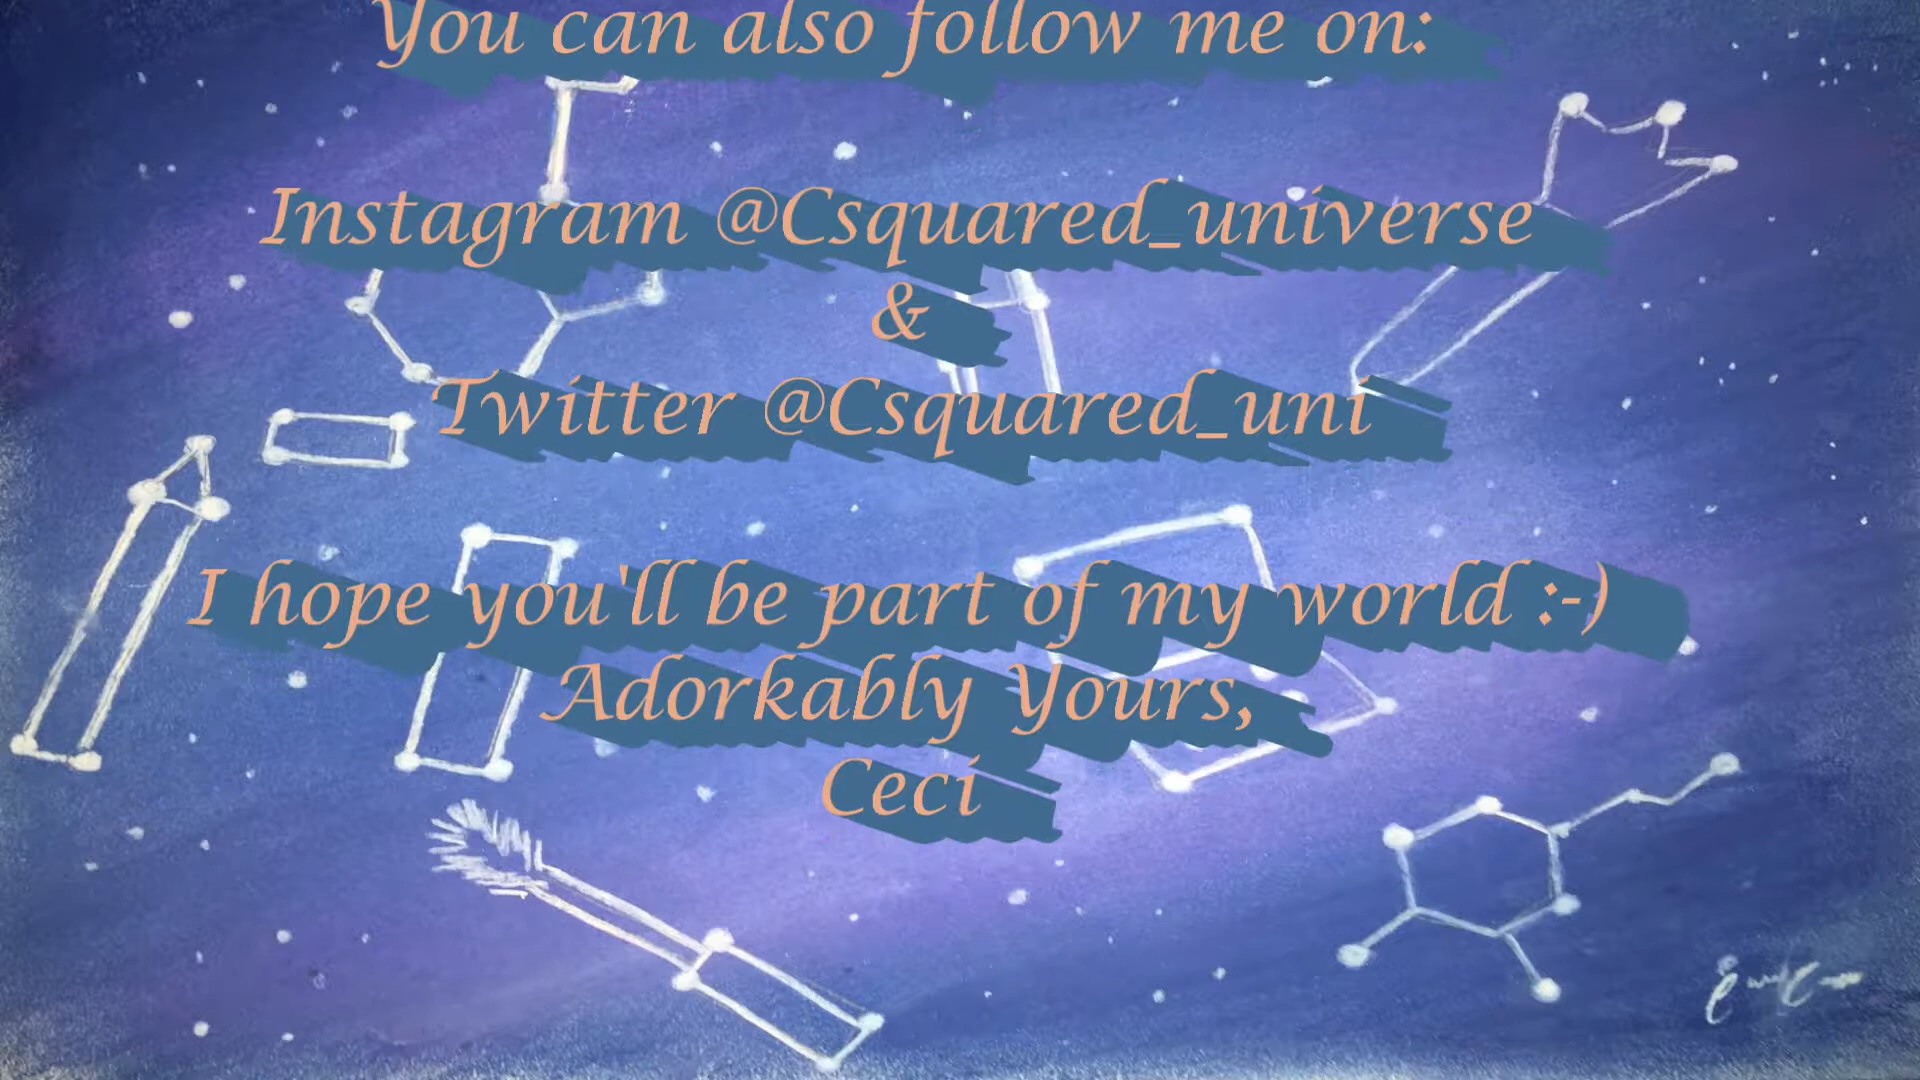 You can also follow me on:
Instagram @Csquared_universe
&
Twitter @Csquared_uni
I hope you'll be part of my world :-)
Adorkably Yours,
Ceci